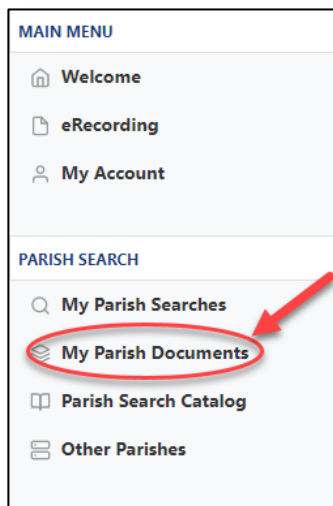 MAIN MENU
Welcome
eRecording
My Account
PARISH SEARCH
My Parish Searches
My Parish Documents
Parish Search Catalog
Other Parishes